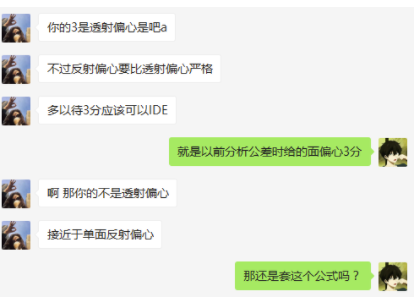 你的3是透射偏心是吧a
不过反射偏心要比透射偏心严格
多以待3分应该可以IDE
就是以前分析公差时给的面偏心3分
啊 那你的不是透射偏心
接近于单面反射偏心
那还是套这个公式吗？